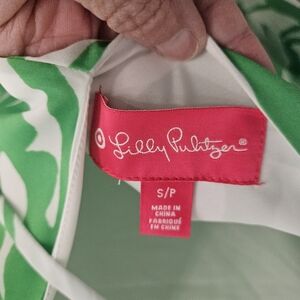 Lilly Pulitzer®
S/P
MADE IN
CHINA
FABRIQUÉ
EN CHINE